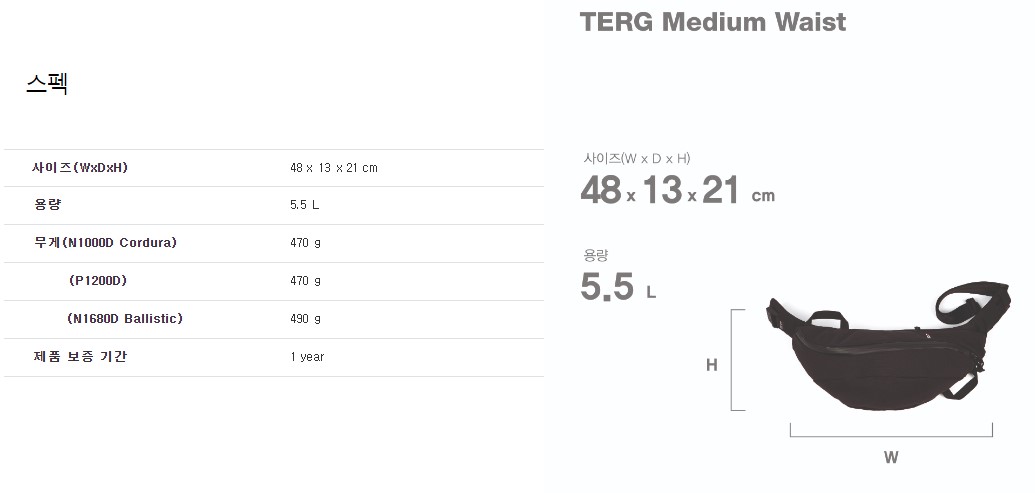 스펙
사이즈(WxDxH) 48 x 13 x 21 cm
용량 5.5 L
무게(N1000D Cordura) 470 g
(P1200D) 470 g
(N1680D Ballistic) 490 g
제품 보증 기간 1 year
TERG Medium Waist
사이즈(W x D x H)
48 x 13 x 21 cm
용량
5.5 L
H
W